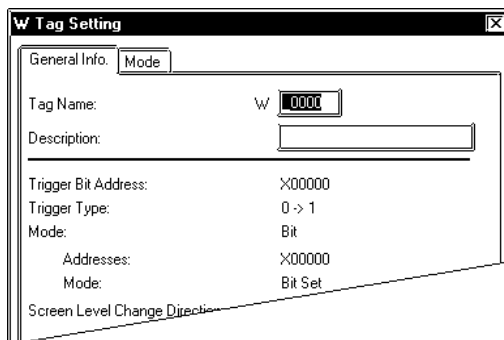 W Tag Setting
General Info. Mode
Tag Name: W 0000
Description:
Trigger Bit Address: X00000
Trigger Type: 0 -> 1
Mode: Bit
Addresses: X00000
Mode: Bit Set
Screen Level Change